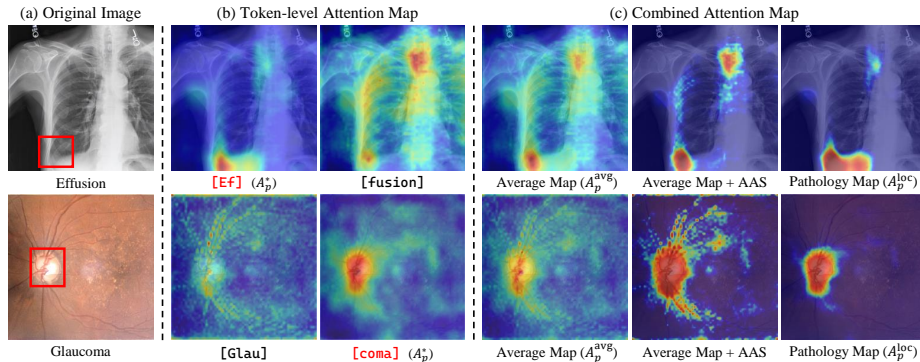 (a) Original Image (b) Token-level Attention Map (c) Combined Attention Map
Effusion [Ef] (A_p^*) [fusion] Average Map (A_p^avg) Average Map + AAS Pathology Map (A_p^loc)
Glaucoma [Glau] [coma] (A_p^*) Average Map (A_p^avg) Average Map + AAS Pathology Map (A_p^loc)